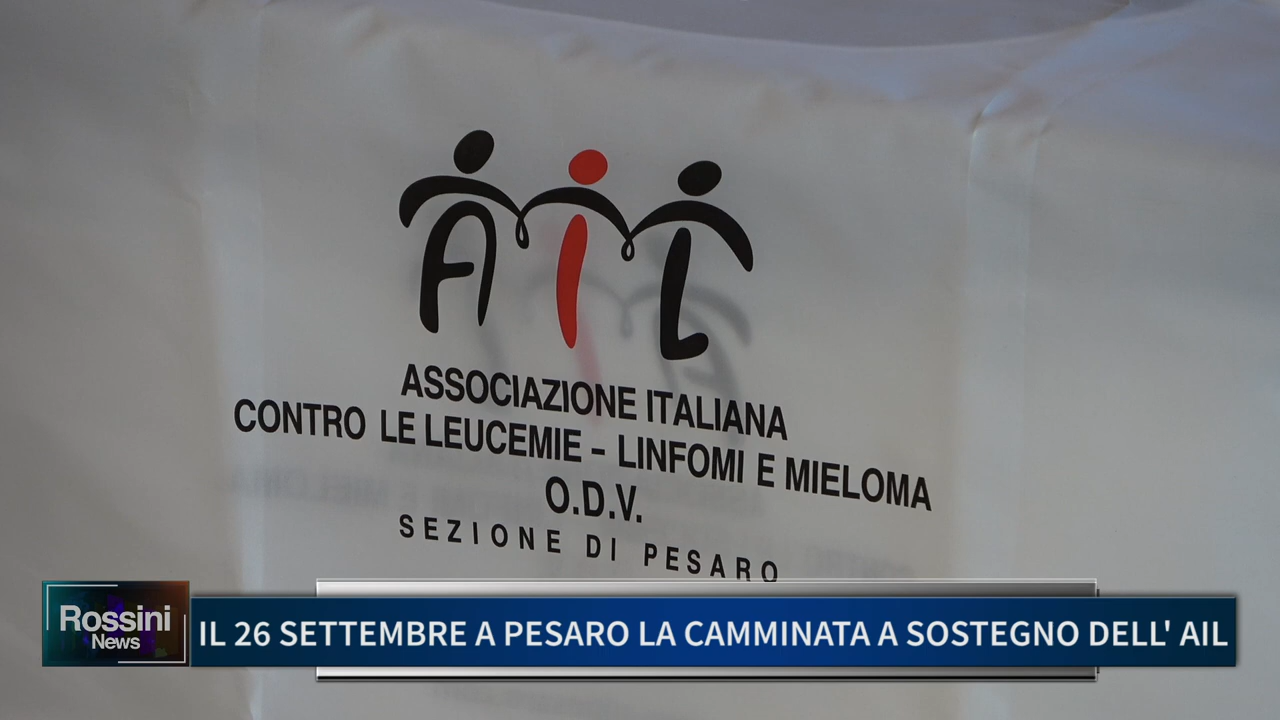 AIL
ASSOCIAZIONE ITALIANA
CONTRO LE LEUCEMIE - LINFOMI E MIELOMA
O.D.V.
SEZIONE DI PESARO
Rossini
News
IL 26 SETTEMBRE A PESARO LA CAMMINATA A SOSTEGNO DELL' AIL